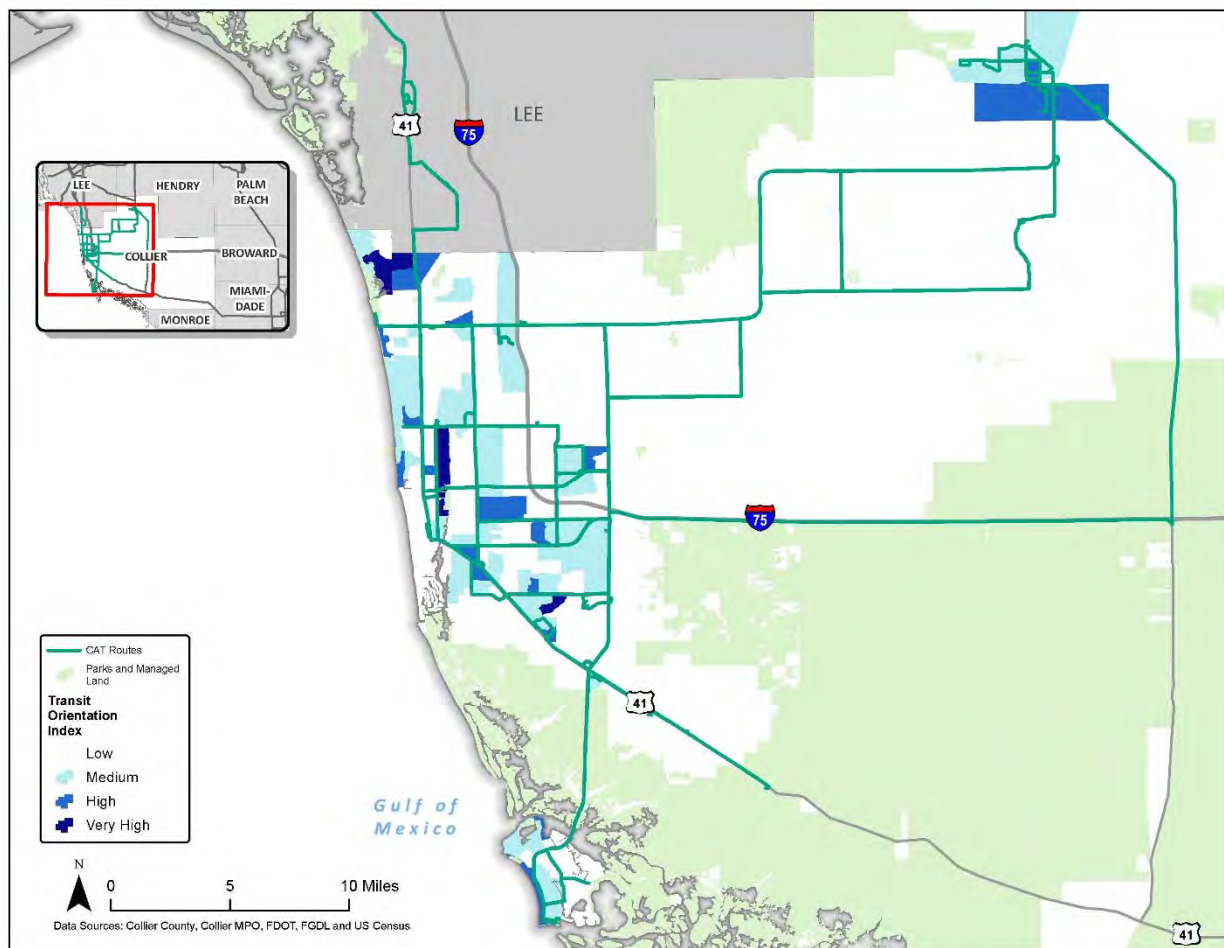 41
75
LEE
LEE
HENDRY
PALM
BEACH
COLLIER
BROWARD
MIAMI-
DADE
MONROE
75
41
CAT Routes
Parks and Managed
Land
Transit
Orientation
Index
Low
Medium
High
Very High
Gulf of
Mexico
N
0 5 10 Miles
Data Sources: Collier County, Collier MPO, FDOT, FGDL and US Census
41